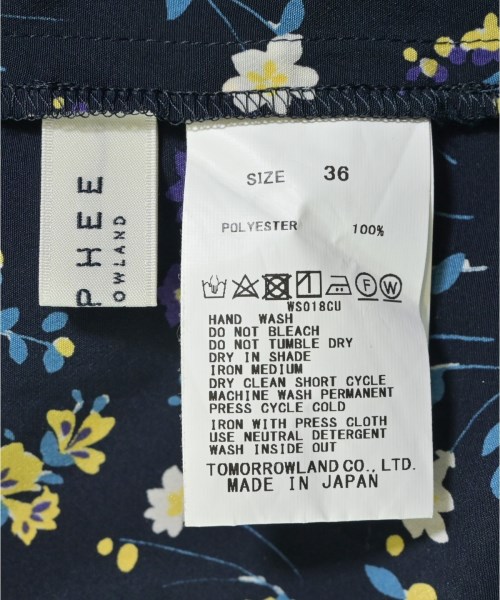 PHEE
OWLAND
SIZE 36
POLYESTER 100%
F W
WS018CU
HAND WASH
DO NOT BLEACH
DO NOT TUMBLE DRY
DRY IN SHADE
IRON MEDIUM
DRY CLEAN SHORT CYCLE
MACHINE WASH PERMANENT
PRESS CYCLE COLD
IRON WITH PRESS CLOTH
USE NEUTRAL DETERGENT
WASH INSIDE OUT
TOMORROWLAND CO., LTD.
MADE IN JAPAN